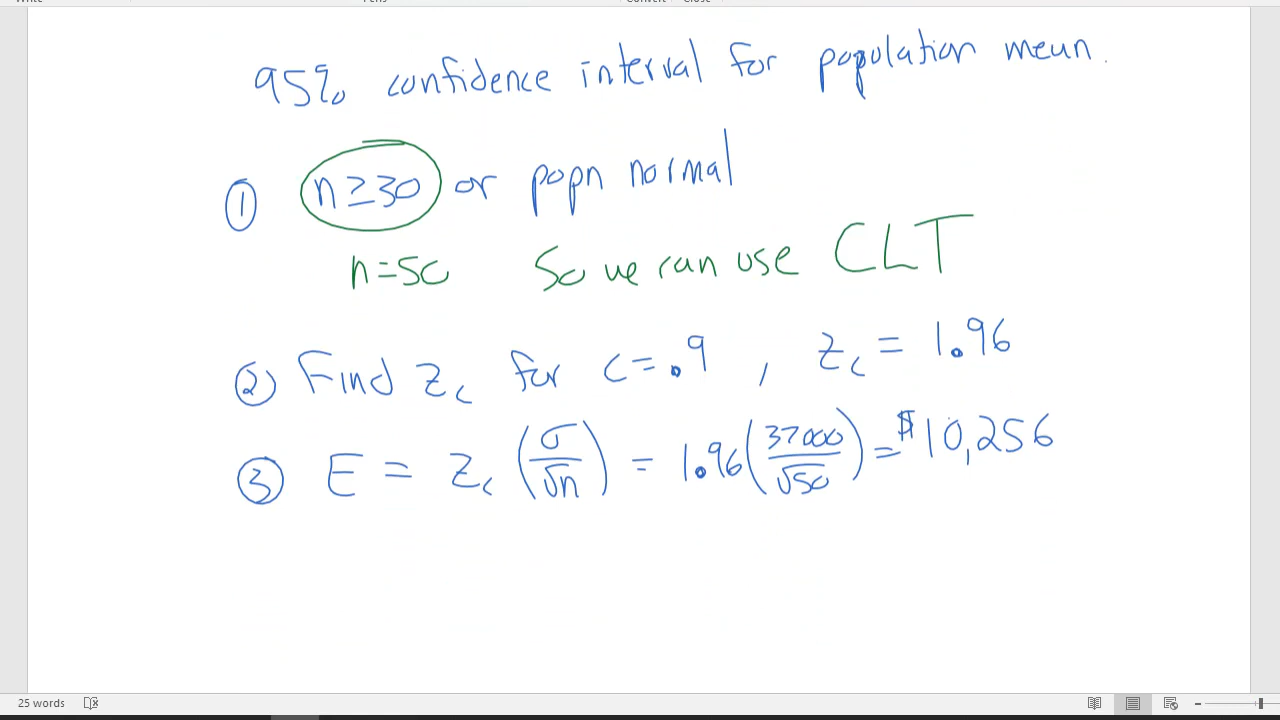 95% confidence interval for population mean.
① n ≥ 30 or popn normal
n=50 So we can use CLT
② Find Zc for c=.9 , Zc = 1.96
③ E = Zc (σ/√n) = 1.96(37000/√50) = $10,256
25 words